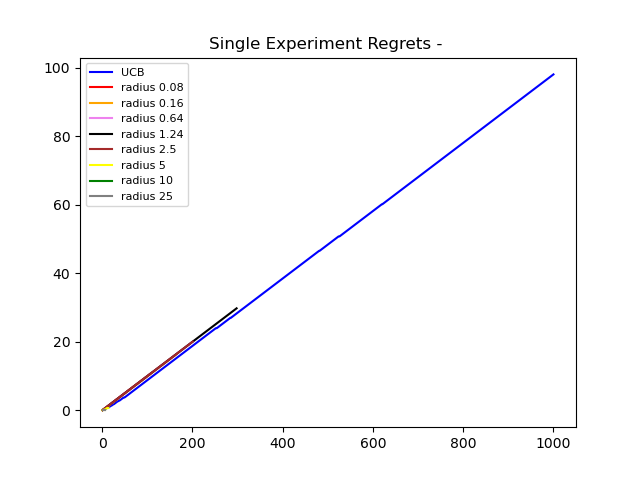 Single Experiment Regrets -
100
80
60
40
20
0
UCB
radius 0.08
radius 0.16
radius 0.64
radius 1.24
radius 2.5
radius 5
radius 10
radius 25
0 200 400 600 800 1000